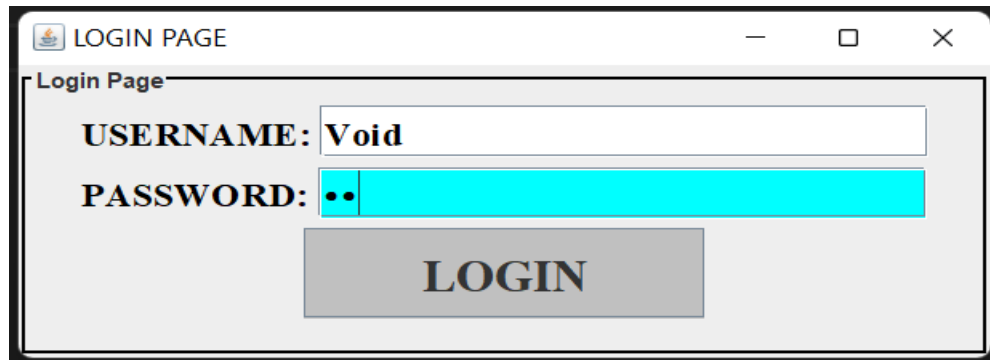 LOGIN PAGE
Login Page
USERNAME: Void
PASSWORD: ••
LOGIN